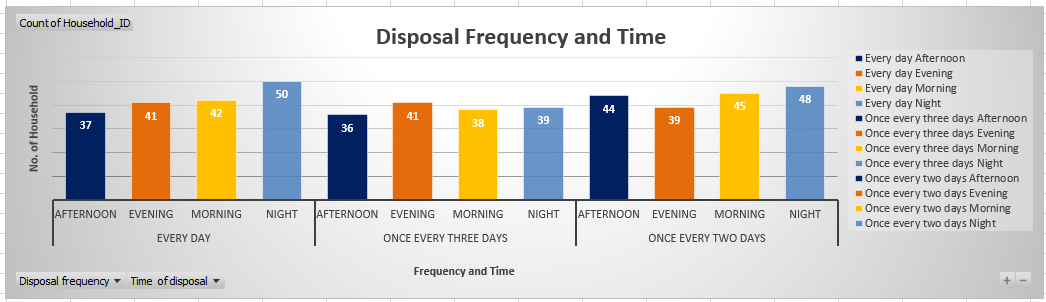 Count of Household_ID
Disposal Frequency and Time
No. of Household
37
41
42
50
36
41
38
39
44
39
45
48
AFTERNOON EVENING MORNING NIGHT AFTERNOON EVENING MORNING NIGHT AFTERNOON EVENING MORNING NIGHT
EVERY DAY ONCE EVERY THREE DAYS ONCE EVERY TWO DAYS
Frequency and Time
Every day Afternoon
Every day Evening
Every day Morning
Every day Night
Once every three days Afternoon
Once every three days Evening
Once every three days Morning
Once every three days Night
Once every two days Afternoon
Once every two days Evening
Once every two days Morning
Once every two days Night
Disposal frequency Time of disposal
+ −